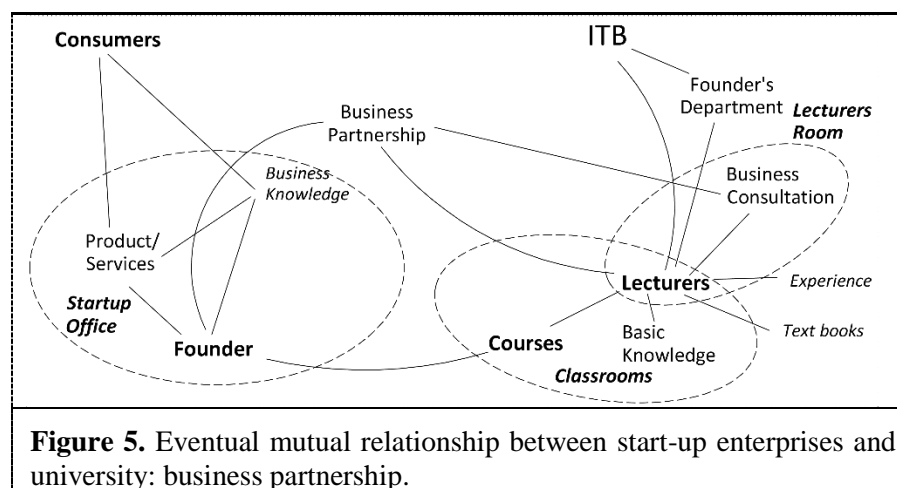 Consumers
ITB
Founder's
Department
Lecturers
Room
Business
Partnership
Business
Knowledge
Business
Consultation
Product/
Services
Startup
Office
Founder
Lecturers
Experience
Text books
Courses
Basic
Knowledge
Classrooms
Figure 5. Eventual mutual relationship between start-up enterprises and
university: business partnership.